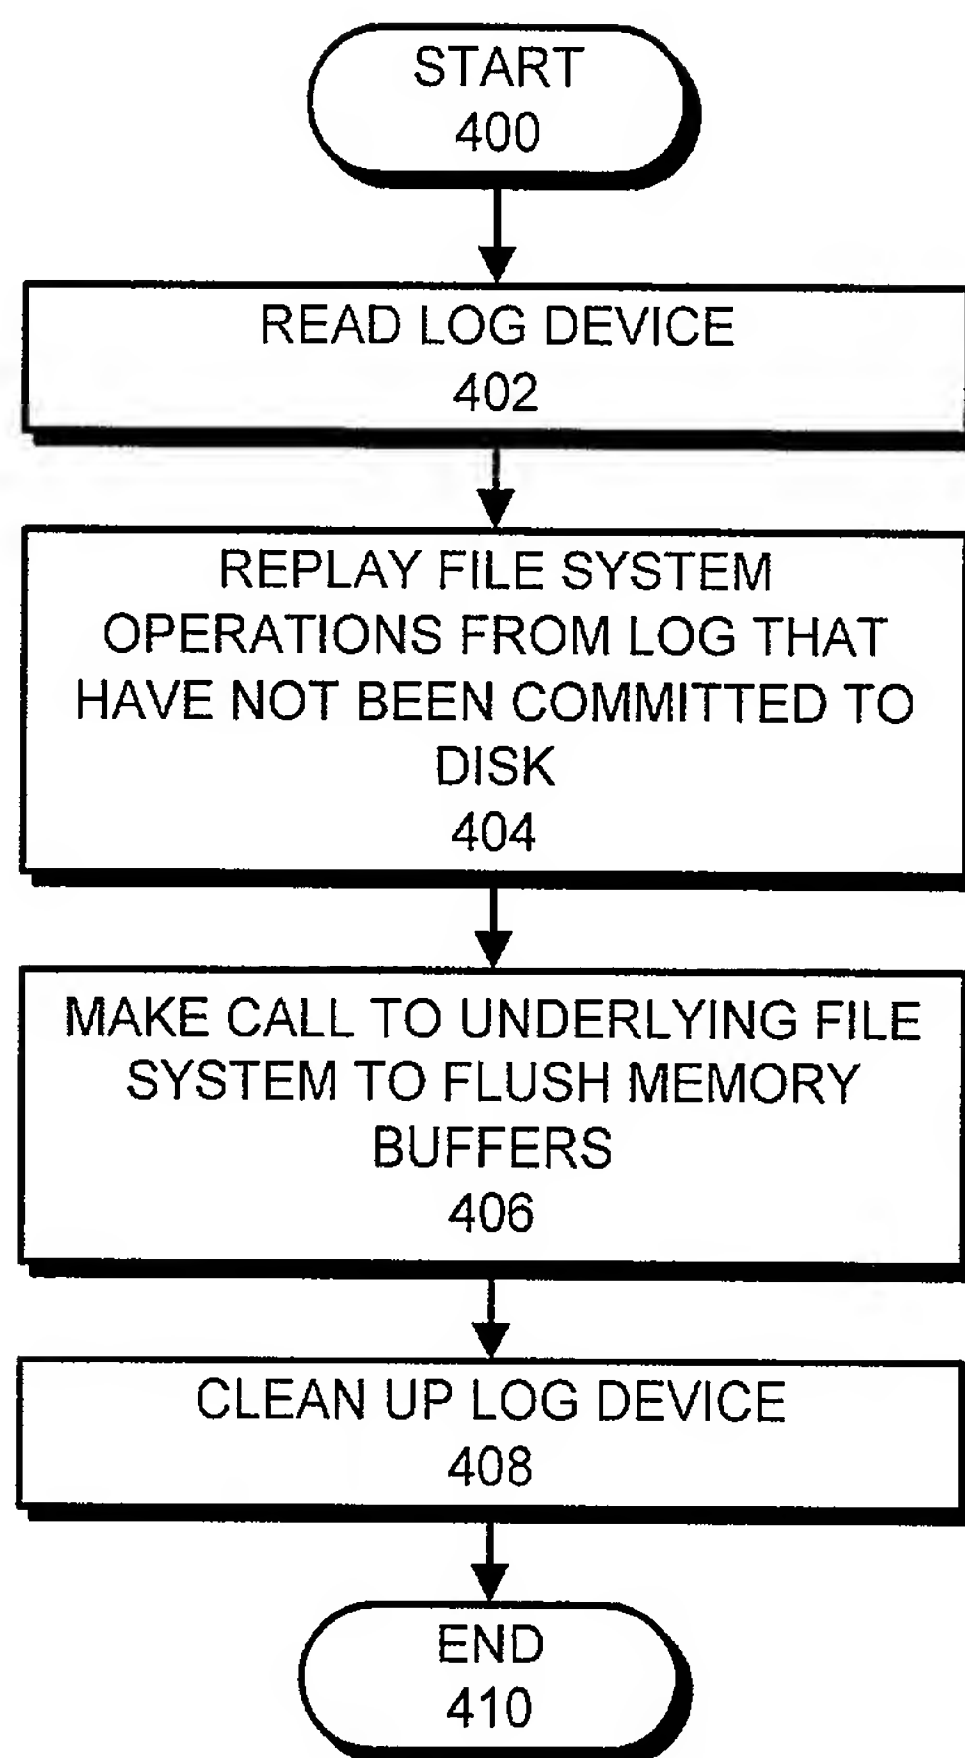 START
400
READ LOG DEVICE
402
REPLAY FILE SYSTEM
OPERATIONS FROM LOG THAT
HAVE NOT BEEN COMMITTED TO
DISK
404
MAKE CALL TO UNDERLYING FILE
SYSTEM TO FLUSH MEMORY
BUFFERS
406
CLEAN UP LOG DEVICE
408
END
410